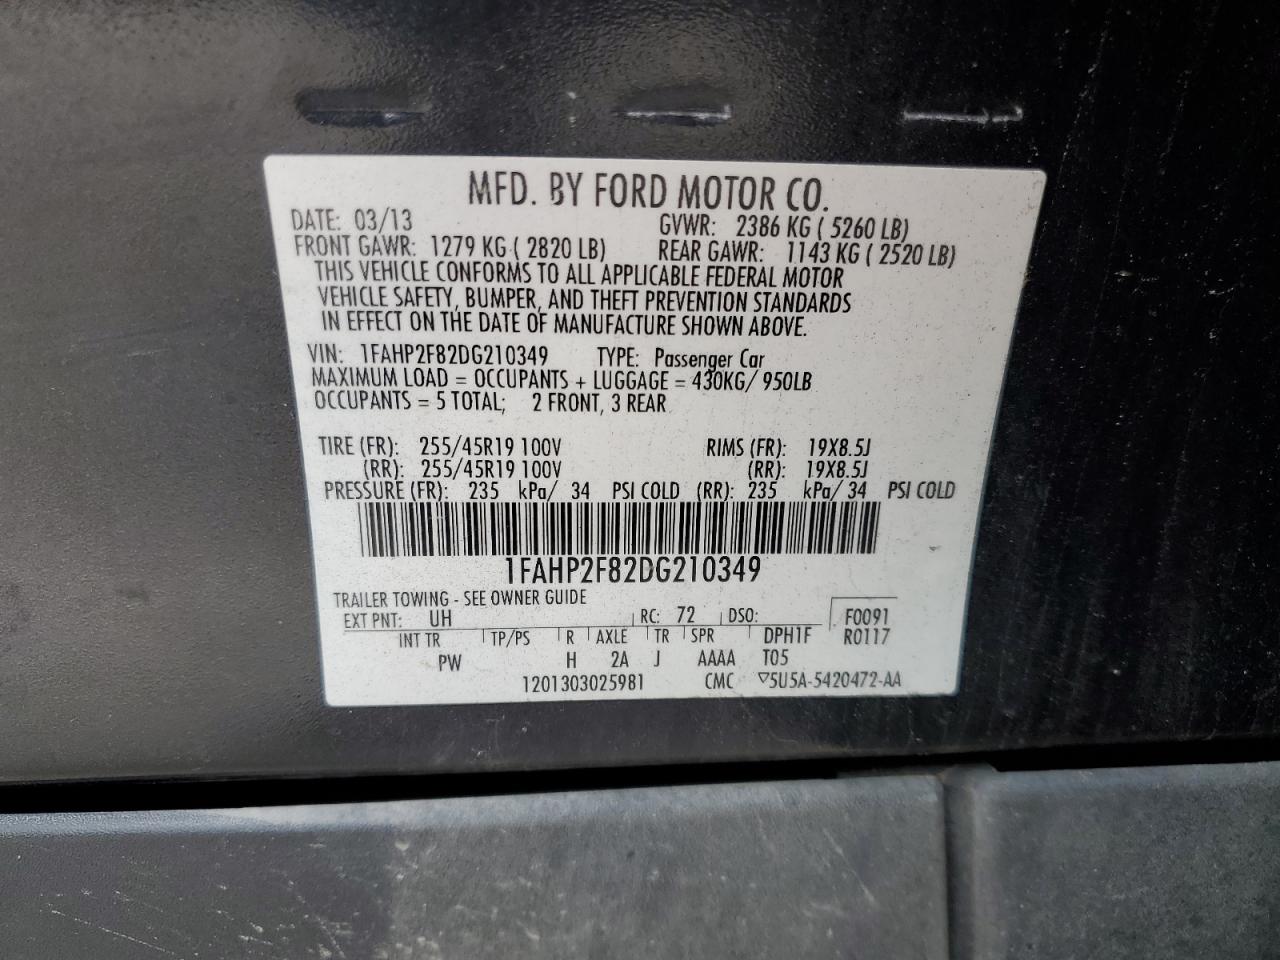 MFD. BY FORD MOTOR CO.
DATE: 03/13 GVWR: 2386 KG ( 5260 LB)
FRONT GAWR: 1279 KG ( 2820 LB) REAR GAWR: 1143 KG ( 2520 LB)
THIS VEHICLE CONFORMS TO ALL APPLICABLE FEDERAL MOTOR
VEHICLE SAFETY, BUMPER, AND THEFT PREVENTION STANDARDS
IN EFFECT ON THE DATE OF MANUFACTURE SHOWN ABOVE.
VIN: 1FAHP2F82DG210349 TYPE: Passenger Car
MAXIMUM LOAD = OCCUPANTS + LUGGAGE = 430KG/ 950LB
OCCUPANTS = 5 TOTAL; 2 FRONT, 3 REAR
TIRE (FR): 255/45R19 100V RIMS (FR): 19X8.5J
(RR): 255/45R19 100V (RR): 19X8.5J
PRESSURE (FR): 235 kPa/ 34 PSI COLD (RR): 235 kPa/ 34 PSI COLD
1FAHP2F82DG210349
TRAILER TOWING - SEE OWNER GUIDE
EXT PNT: UH RC: 72 DSO: F0091
INT TR TP/PS R AXLE TR SPR DPH1F R0117
PW H 2A J AAAA T05
1201303025981 CMC ▽5U5A-5420472-AA